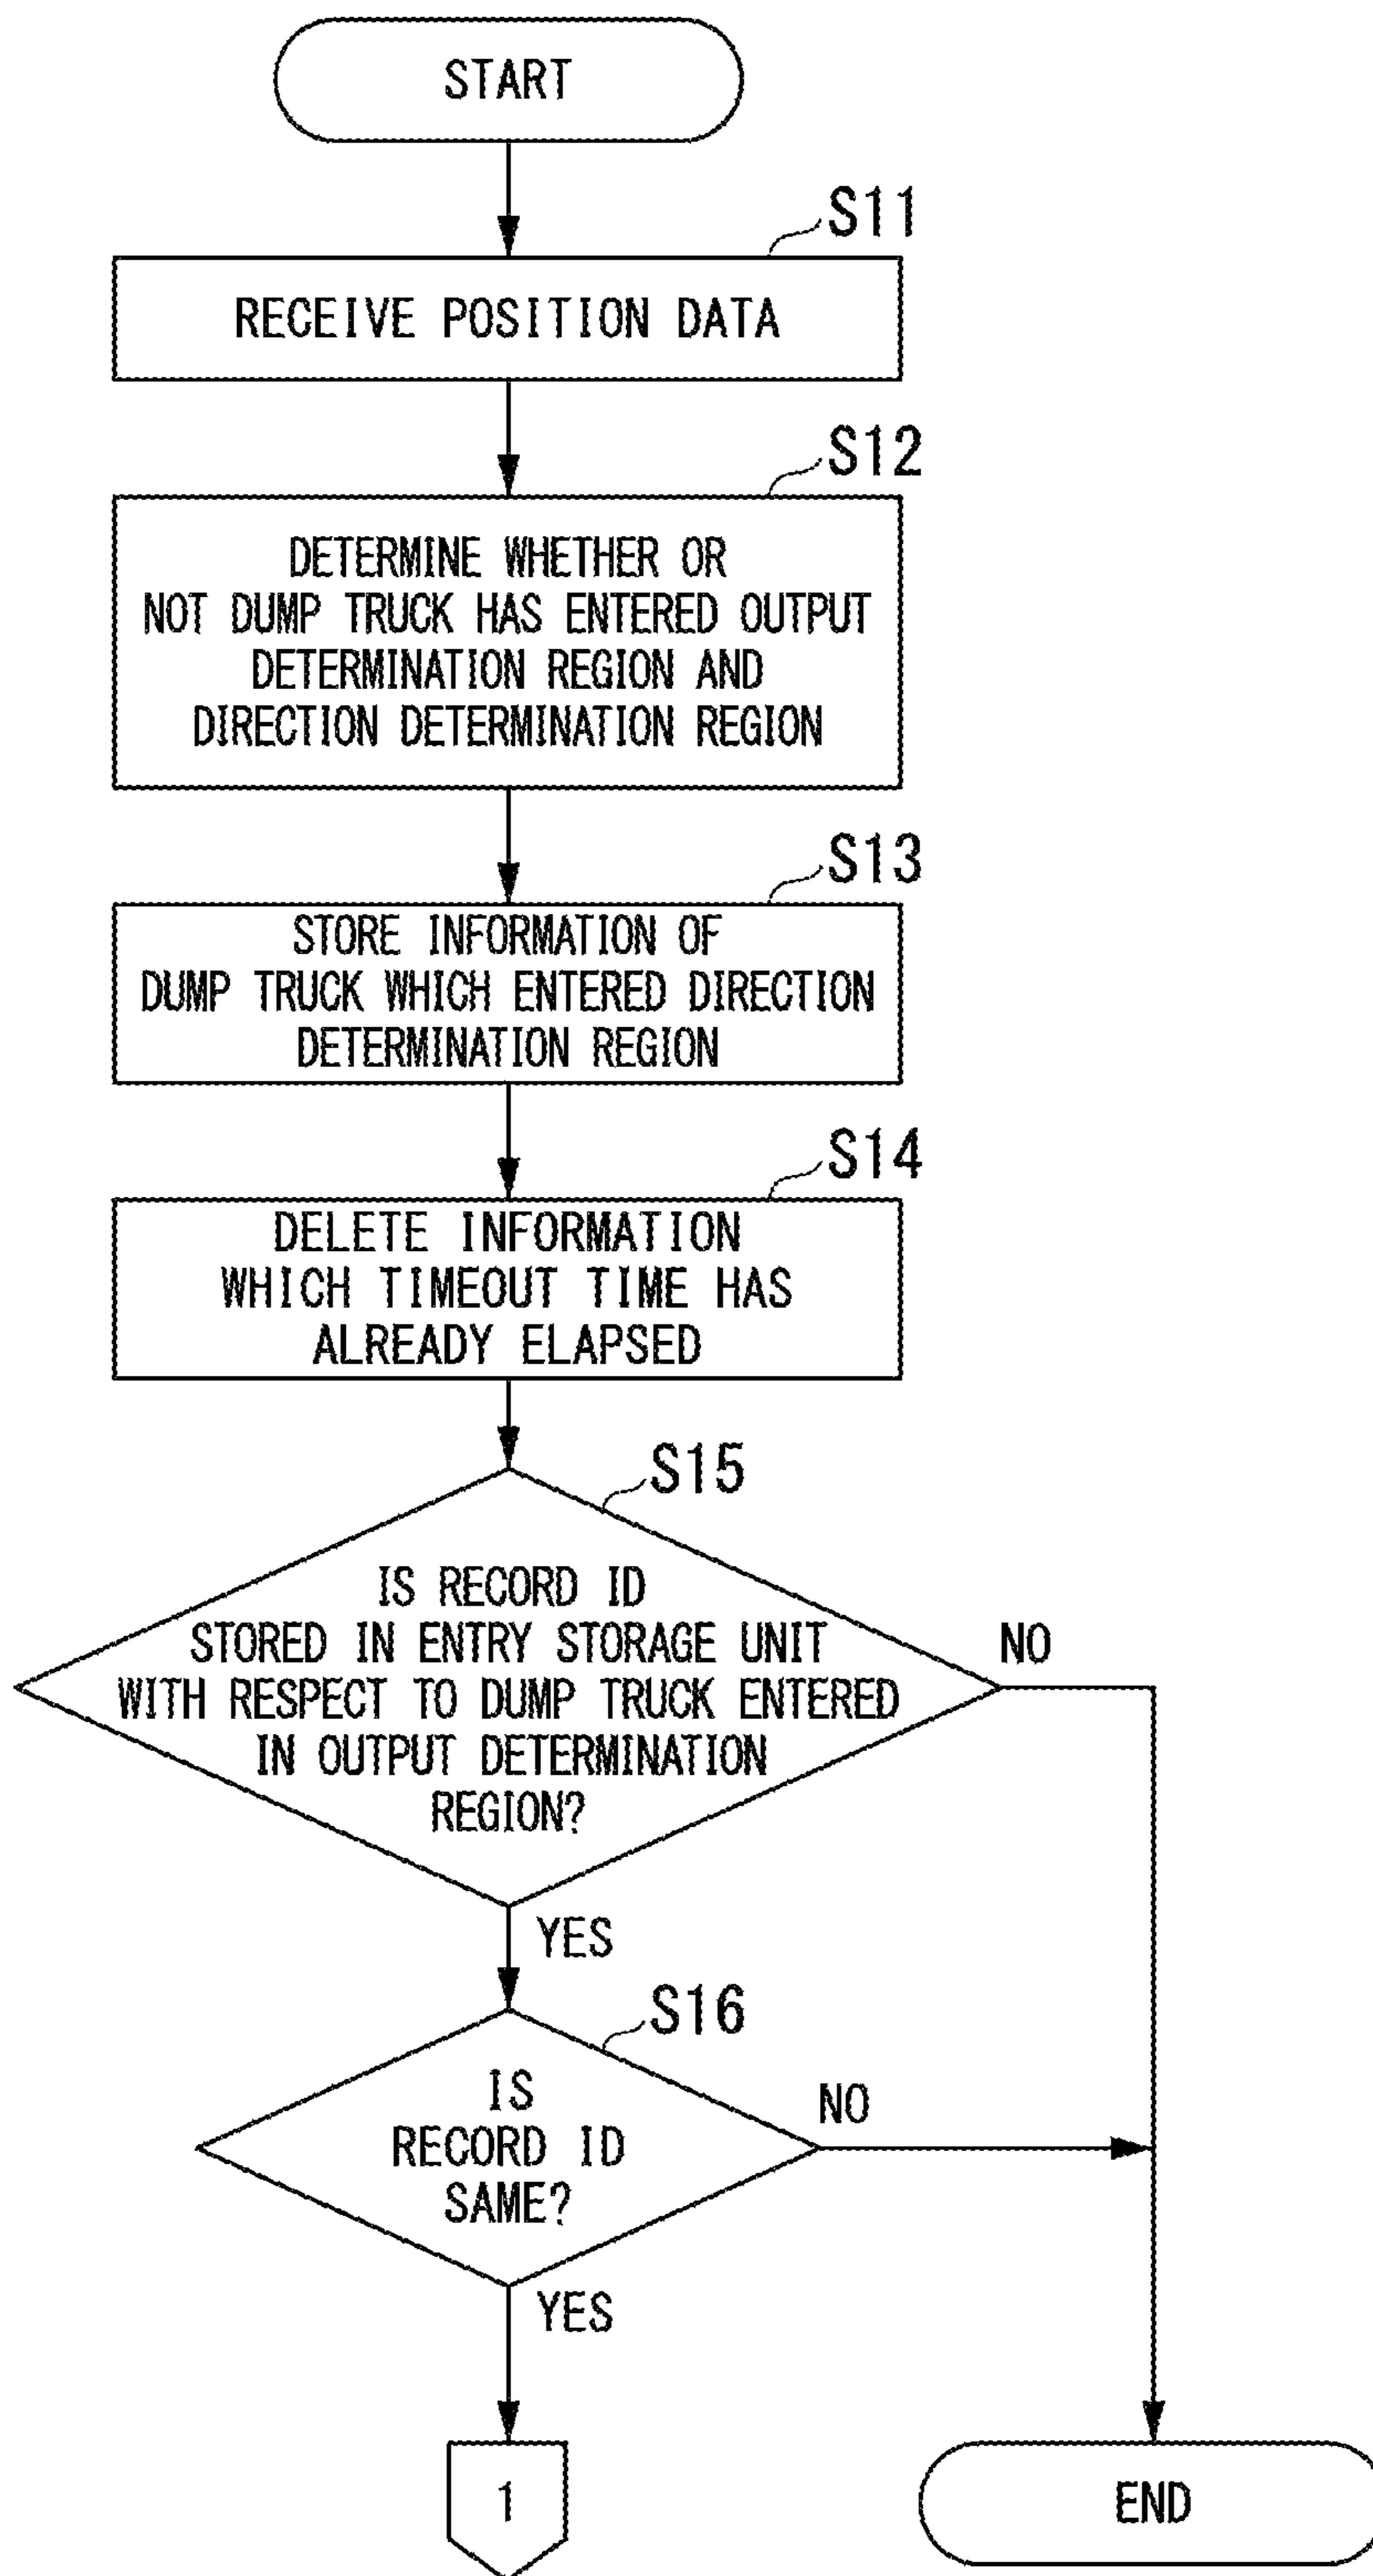 START
S11
RECEIVE POSITION DATA
S12
DETERMINE WHETHER OR
NOT DUMP TRUCK HAS ENTERED OUTPUT
DETERMINATION REGION AND
DIRECTION DETERMINATION REGION
S13
STORE INFORMATION OF
DUMP TRUCK WHICH ENTERED DIRECTION
DETERMINATION REGION
S14
DELETE INFORMATION
WHICH TIMEOUT TIME HAS
ALREADY ELAPSED
S15
IS RECORD ID
STORED IN ENTRY STORAGE UNIT
WITH RESPECT TO DUMP TRUCK ENTERED
IN OUTPUT DETERMINATION
REGION?
NO
YES
S16
IS
RECORD ID
SAME?
NO
YES
1
END